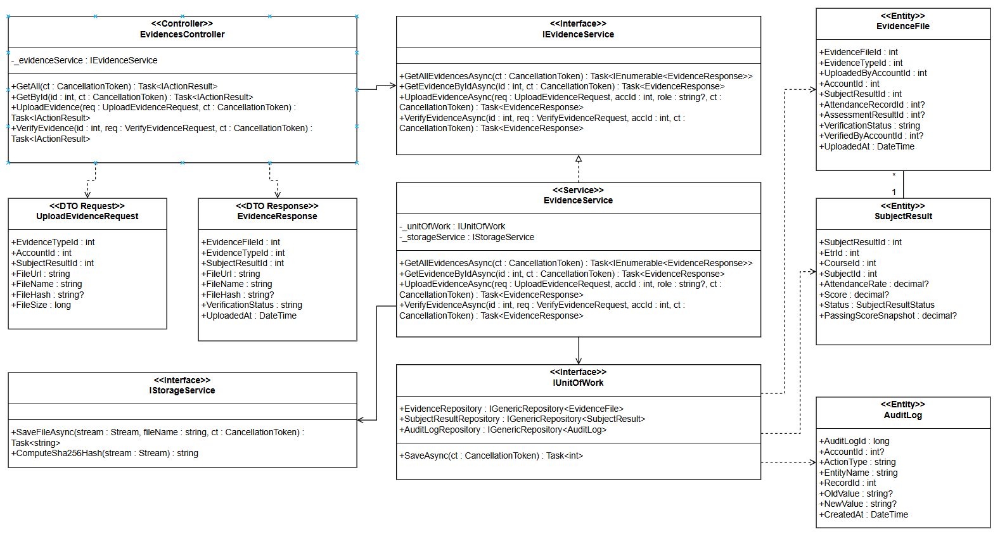 <<Controller>>
EvidencesController
-_evidenceService : IEvidenceService
+GetAll(ct : CancellationToken) : Task<IActionResult>
+GetById(id : int, ct : CancellationToken) : Task<IActionResult>
+UploadEvidence(req : UploadEvidenceRequest, ct : CancellationToken) :
Task<IActionResult>
+VerifyEvidence(id : int, req : VerifyEvidenceRequest, ct : CancellationToken) :
Task<IActionResult>
<<Interface>>
IEvidenceService
+GetAllEvidencesAsync(ct : CancellationToken) : Task<IEnumerable<EvidenceResponse>>
+GetEvidenceByIdAsync(id : int, ct : CancellationToken) : Task<EvidenceResponse>
+UploadEvidenceAsync(req : UploadEvidenceRequest, accId : int, role : string?, ct :
CancellationToken) : Task<EvidenceResponse>
+VerifyEvidenceAsync(id : int, req : VerifyEvidenceRequest, accId : int, ct :
CancellationToken) : Task<EvidenceResponse>
<<Entity>>
EvidenceFile
+EvidenceFileId : int
+EvidenceTypeId : int
+UploadedByAccountId : int
+AccountId : int
+SubjectResultId : int
+AttendanceRecordId : int?
+AssessmentResultId : int?
+VerificationStatus : string
+VerifiedByAccountId : int?
+UploadedAt : DateTime
*
1
<<DTO Request>>
UploadEvidenceRequest
+EvidenceTypeId : int
+AccountId : int
+SubjectResultId : int
+FileUrl : string
+FileName : string
+FileHash : string?
+FileSize : long
<<DTO Response>>
EvidenceResponse
+EvidenceFileId : int
+EvidenceTypeId : int
+SubjectResultId : int
+FileUrl : string
+FileName : string
+FileHash : string?
+VerificationStatus : string
+UploadedAt : DateTime
<<Service>>
EvidenceService
-_unitOfWork : IUnitOfWork
-_storageService : IStorageService
+GetAllEvidencesAsync(ct : CancellationToken) : Task<IEnumerable<EvidenceResponse>>
+GetEvidenceByIdAsync(id : int, ct : CancellationToken) : Task<EvidenceResponse>
+UploadEvidenceAsync(req : UploadEvidenceRequest, accId : int, role : string?, ct :
CancellationToken) : Task<EvidenceResponse>
+VerifyEvidenceAsync(id : int, req : VerifyEvidenceRequest, accId : int, ct :
CancellationToken) : Task<EvidenceResponse>
<<Entity>>
SubjectResult
+SubjectResultId : int
+EtrId : int
+CourseId : int
+SubjectId : int
+AttendanceRate : decimal?
+Score : decimal?
+Status : SubjectResultStatus
+PassingScoreSnapshot : decimal?
<<Interface>>
IStorageService
+SaveFileAsync(stream : Stream, fileName : string, ct : CancellationToken) :
Task<string>
+ComputeSha256Hash(stream : Stream) : string
<<Interface>>
IUnitOfWork
+EvidenceRepository : IGenericRepository<EvidenceFile>
+SubjectResultRepository : IGenericRepository<SubjectResult>
+AuditLogRepository : IGenericRepository<AuditLog>
+SaveAsync(ct : CancellationToken) : Task<int>
<<Entity>>
AuditLog
+AuditLogId : long
+AccountId : int?
+ActionType : string
+EntityName : string
+RecordId : int
+OldValue : string?
+NewValue : string?
+CreatedAt : DateTime